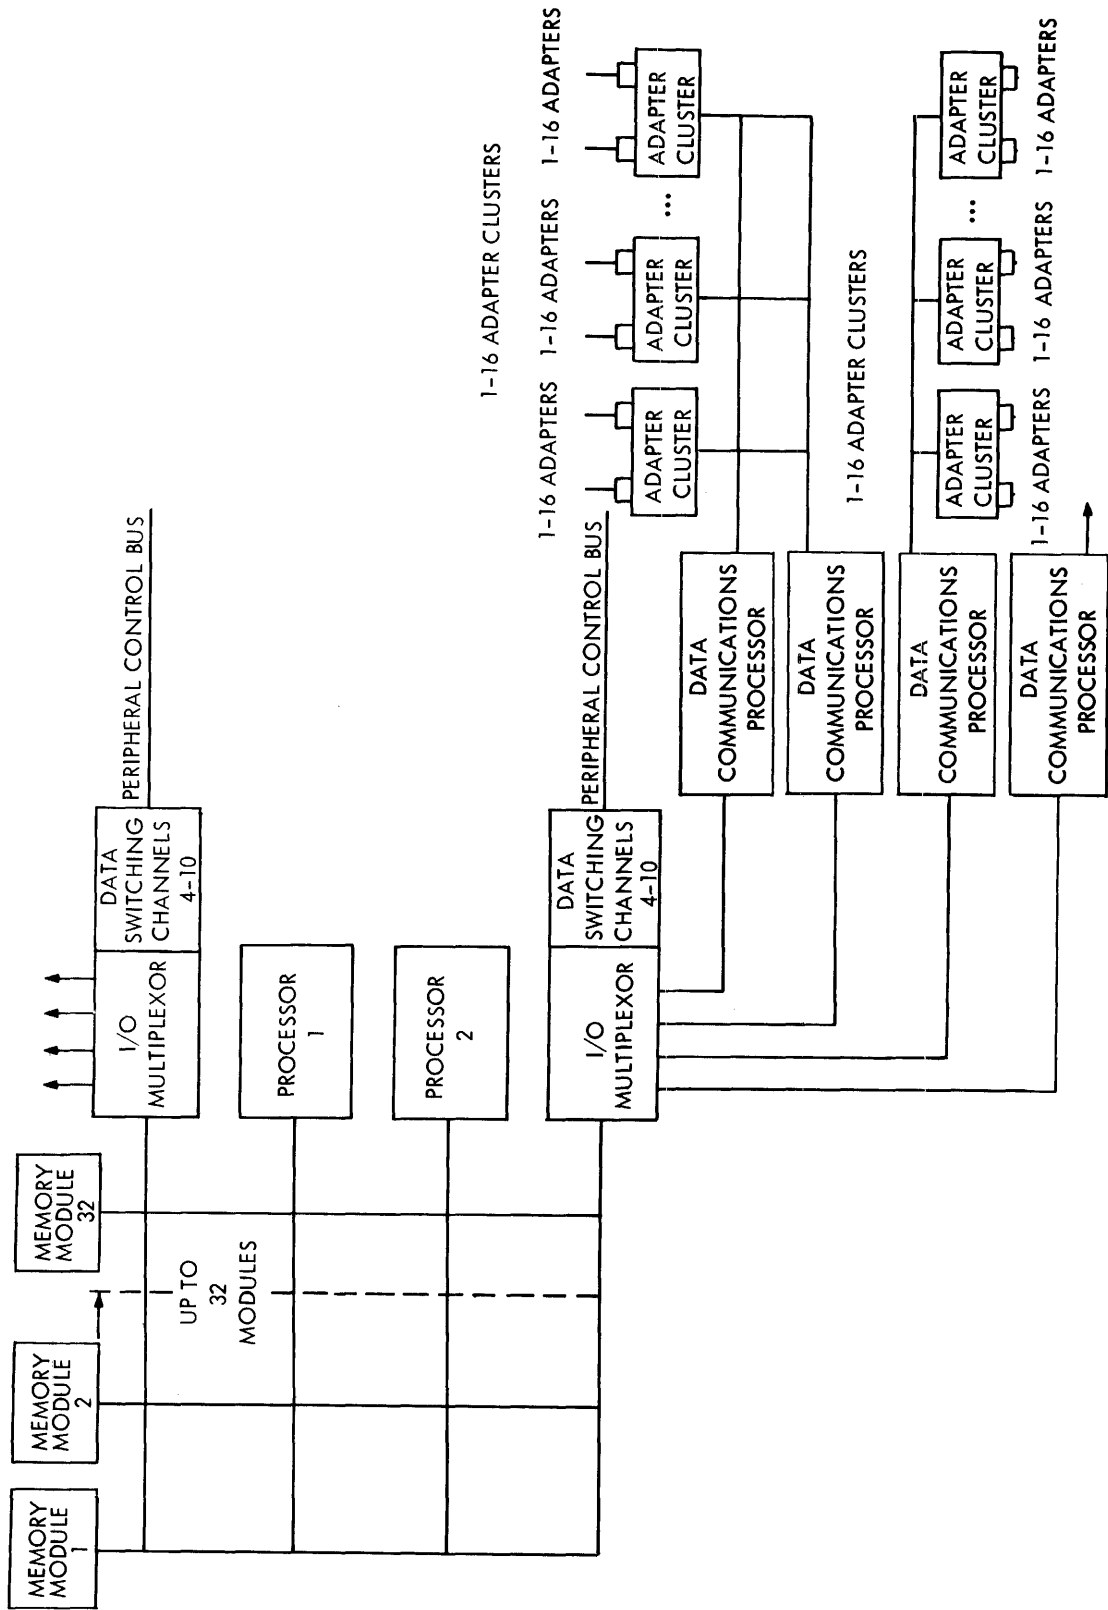 MEMORY
MODULE
1
MEMORY
MODULE
2
MEMORY
MODULE
32
UP TO
32
MODULES
I/O
MULTIPLEXOR
DATA
SWITCHING
CHANNELS
4-10
PERIPHERAL CONTROL BUS
PROCESSOR
1
PROCESSOR
2
I/O
MULTIPLEXOR
DATA
SWITCHING
CHANNELS
4-10
PERIPHERAL CONTROL BUS
1-16 ADAPTER CLUSTERS
1-16 ADAPTERS
1-16 ADAPTERS
1-16 ADAPTERS
ADAPTER
CLUSTER
ADAPTER
CLUSTER
...
ADAPTER
CLUSTER
DATA
COMMUNICATIONS
PROCESSOR
DATA
COMMUNICATIONS
PROCESSOR
1-16 ADAPTER CLUSTERS
DATA
COMMUNICATIONS
PROCESSOR
ADAPTER
CLUSTER
ADAPTER
CLUSTER
...
ADAPTER
CLUSTER
1-16 ADAPTERS
1-16 ADAPTERS
1-16 ADAPTERS
DATA
COMMUNICATIONS
PROCESSOR